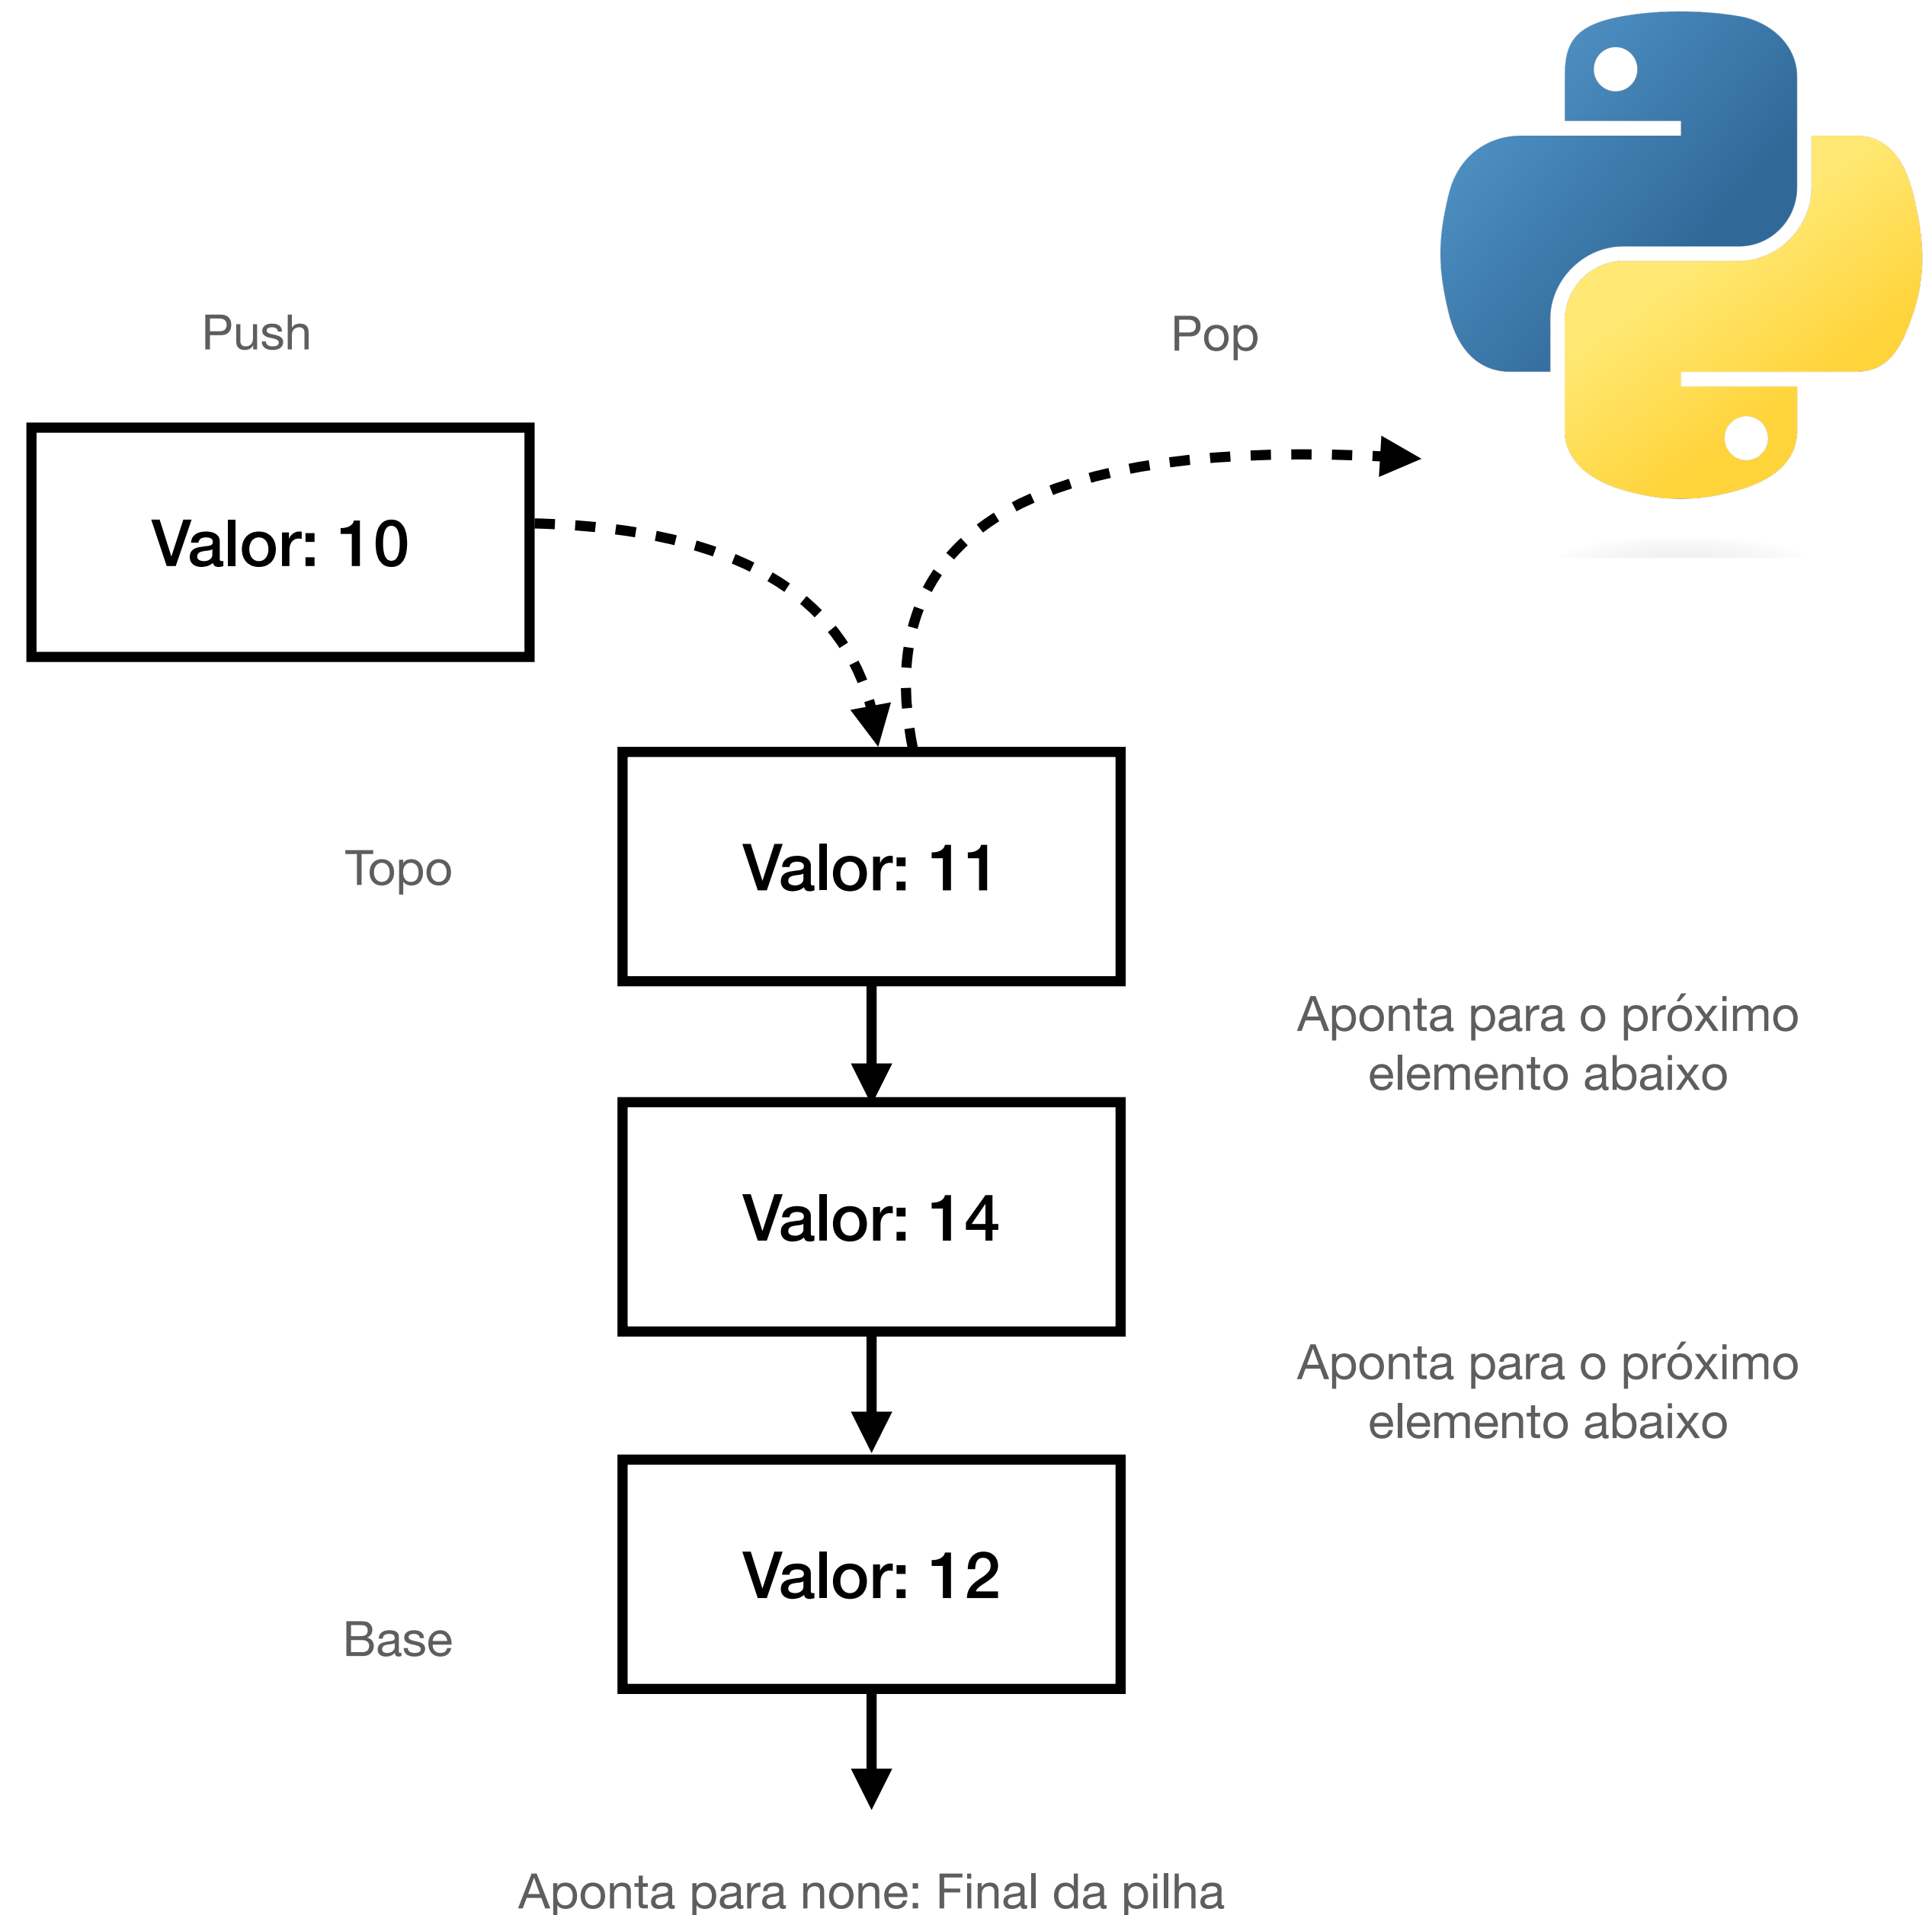 Push
Pop
Valor: 10
Topo
Valor: 11
Aponta para o próximo
elemento abaixo
Valor: 14
Aponta para o próximo
elemento abaixo
Valor: 12
Base
Aponta para none: Final da pilha